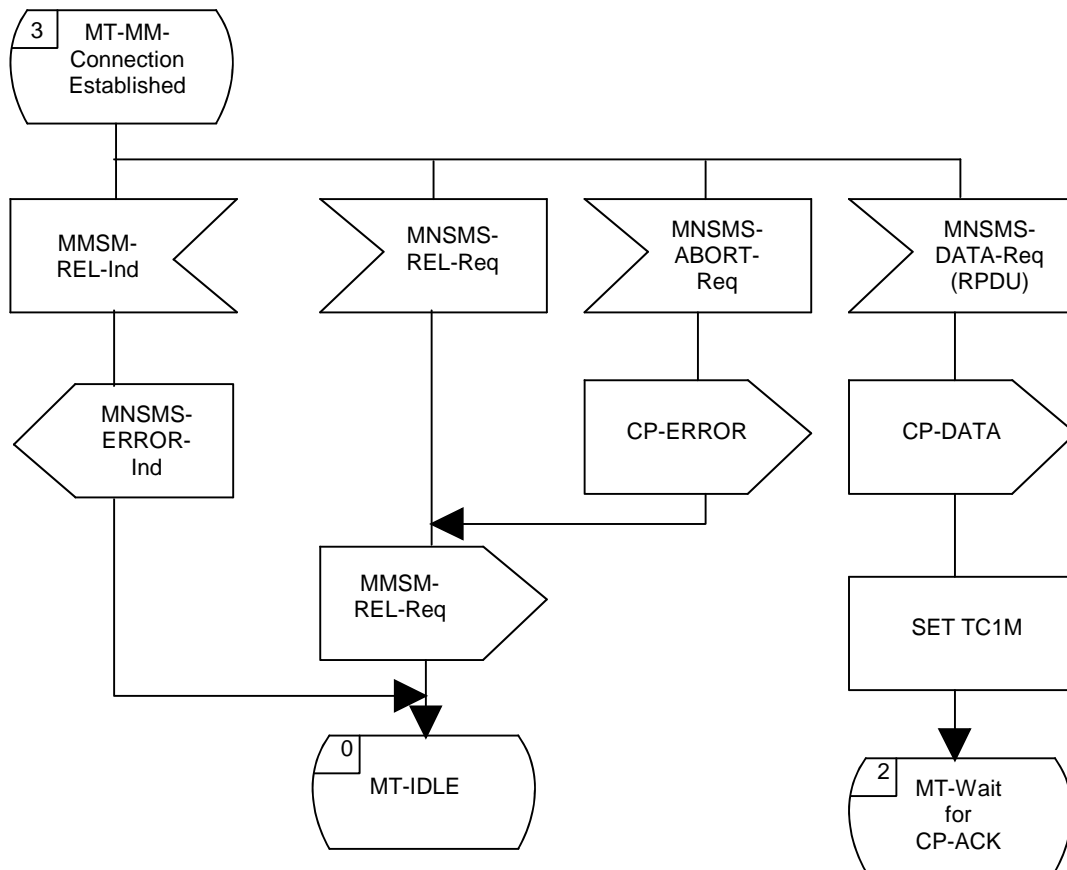 3
MT-MM-
Connection
Established
MMSM-
REL-Ind
MNSMS-
REL-Req
MNSMS-
ABORT-
Req
MNSMS-
DATA-Req
(RPDU)
MNSMS-
ERROR-
Ind
CP-ERROR
CP-DATA
MMSM-
REL-Req
SET TC1M
0
MT-IDLE
2
MT-Wait
for
CP-ACK